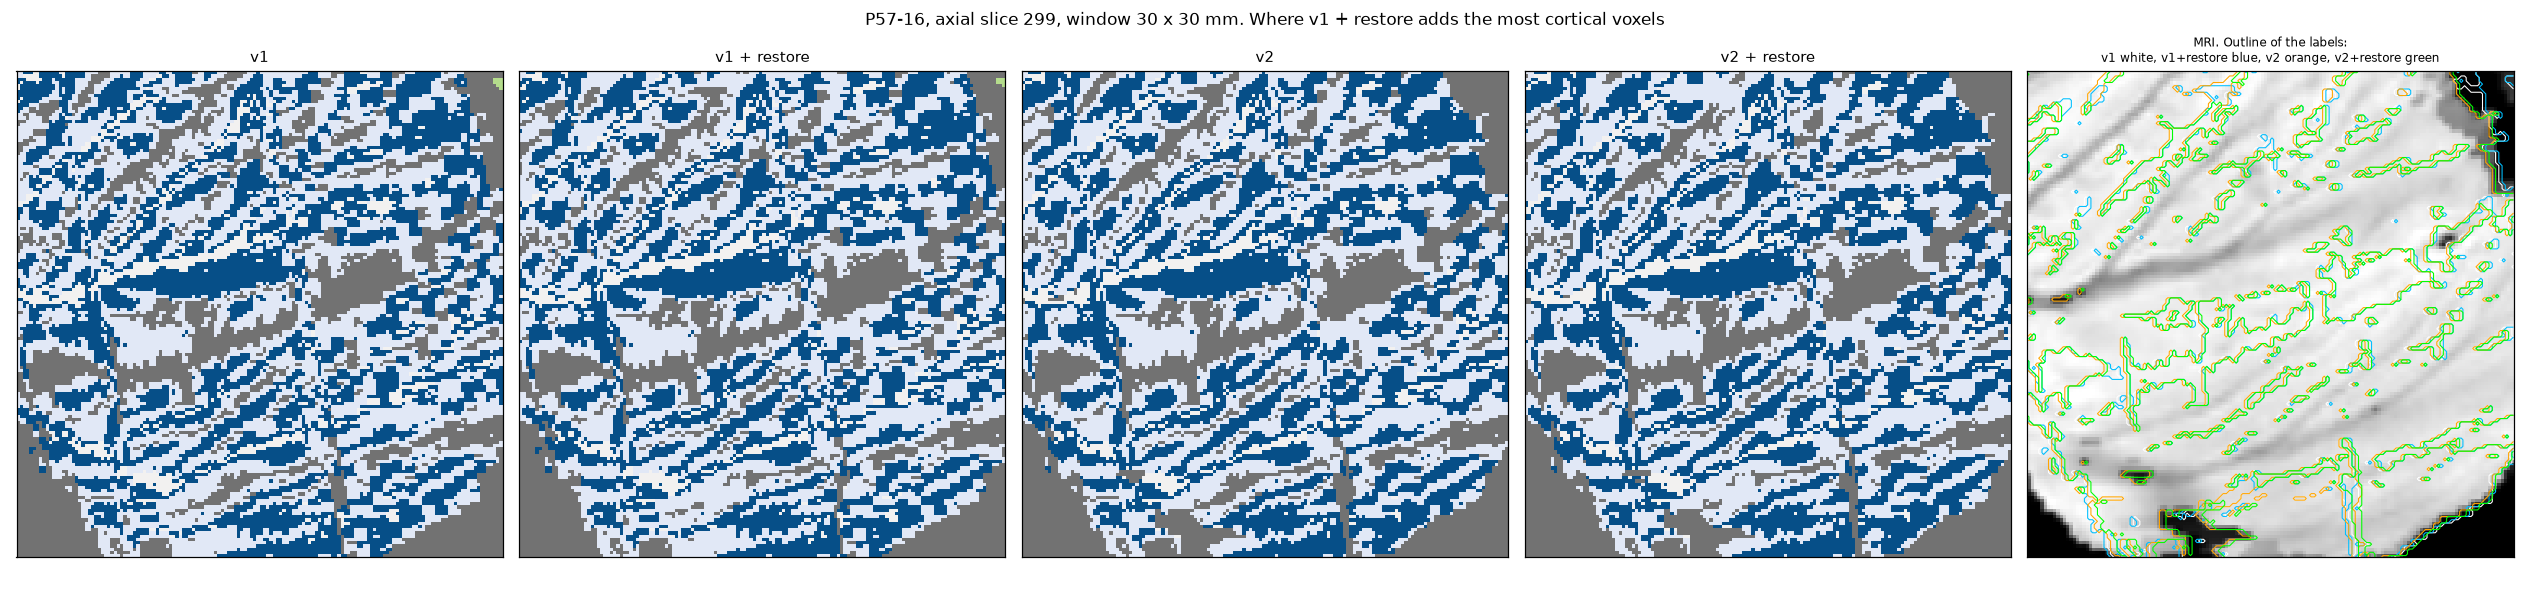 P57-16, axial slice 299, window 30 x 30 mm. Where v1 + restore adds the most cortical voxels
v1
v1 + restore
v2
v2 + restore
MRI. Outline of the labels:
v1 white, v1+restore blue, v2 orange, v2+restore green